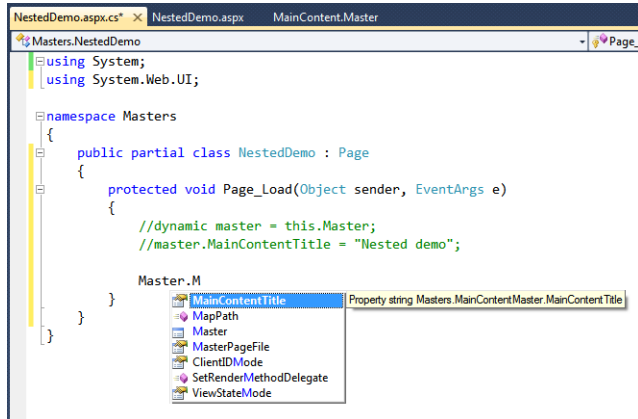 NestedDemo.aspx.cs* NestedDemo.aspx MainContent.Master
Masters.NestedDemo Page_
using System;
using System.Web.UI;
namespace Masters
{
public partial class NestedDemo : Page
{
protected void Page_Load(Object sender, EventArgs e)
{
//dynamic master = this.Master;
//master.MainContentTitle = "Nested demo";
Master.M
}
}
}
MainContentTitle
MapPath
Master
MasterPageFile
ClientIDMode
SetRenderMethodDelegate
ViewStateMode
Property string Masters.MainContentMaster.MainContentTitle